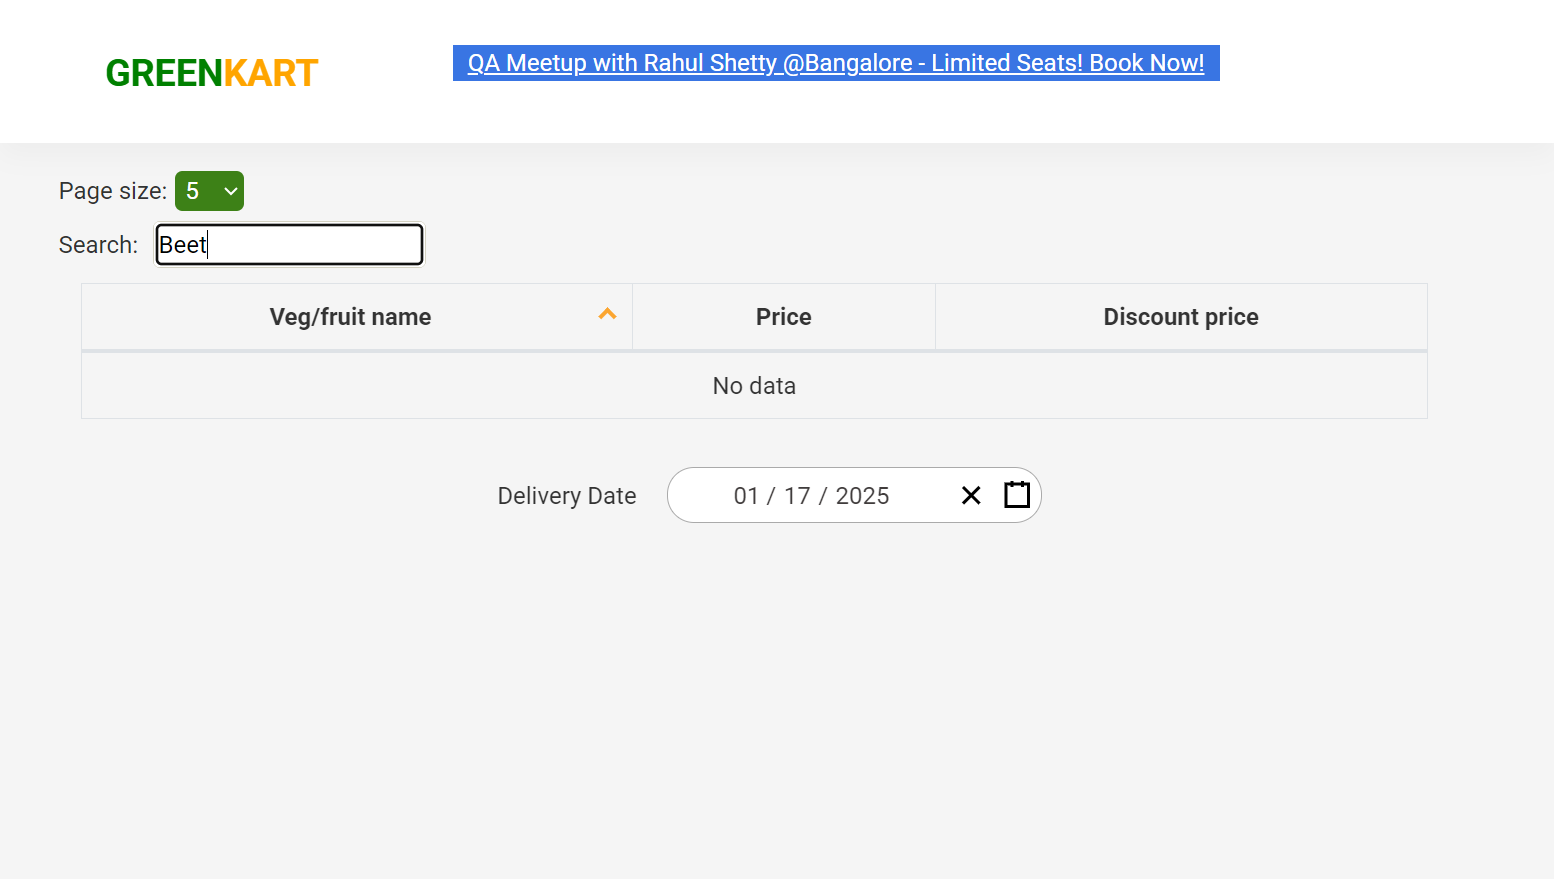 GREENKART
QA Meetup with Rahul Shetty @Bangalore - Limited Seats! Book Now!
Page size: 5
Search: Beet
Veg/fruit name Price Discount price
No data
Delivery Date 01 / 17 / 2025